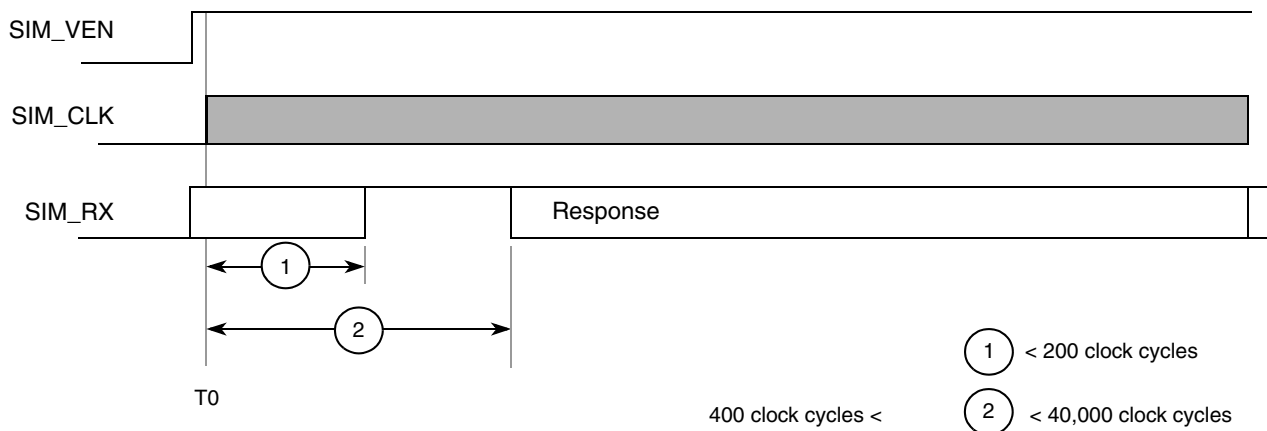 SIM_VEN
SIM_CLK
SIM_RX
Response
1
2
T0
1 < 200 clock cycles
400 clock cycles < 2 < 40,000 clock cycles